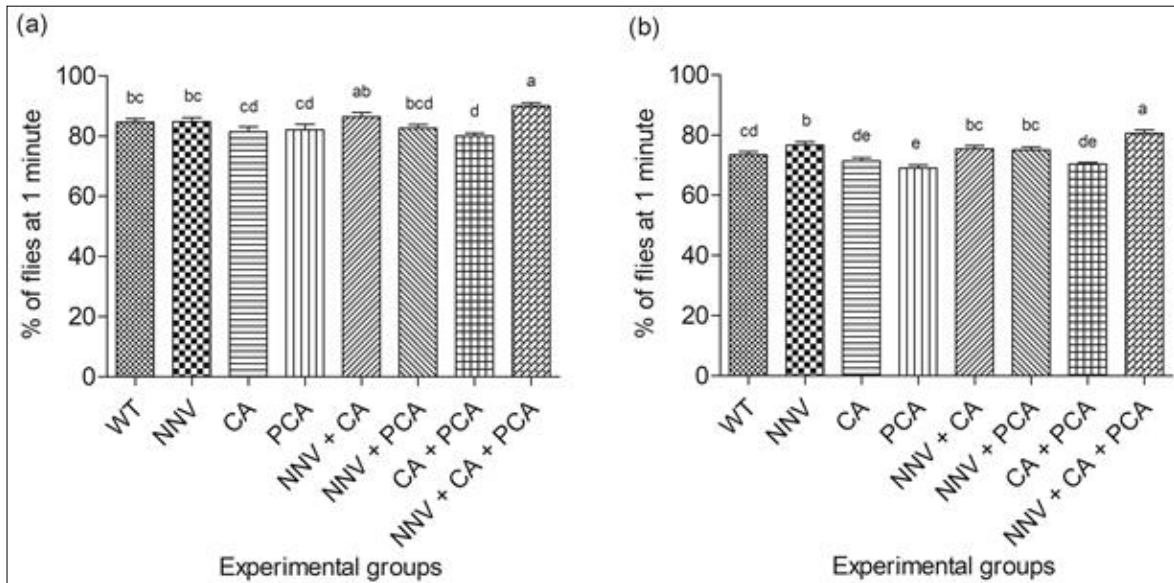 (a)
% of flies at 1 minute
100
80
60
40
20
0
bc
bc
cd
cd
ab
bcd
d
a
WT
NNV
CA
PCA
NNV + CA
NNV + PCA
CA + PCA
NNV + CA + PCA
Experimental groups
(b)
% of flies at 1 minute
100
80
60
40
20
0
cd
b
de
e
bc
bc
de
a
WT
NNV
CA
PCA
NNV + CA
NNV + PCA
CA + PCA
NNV + CA + PCA
Experimental groups